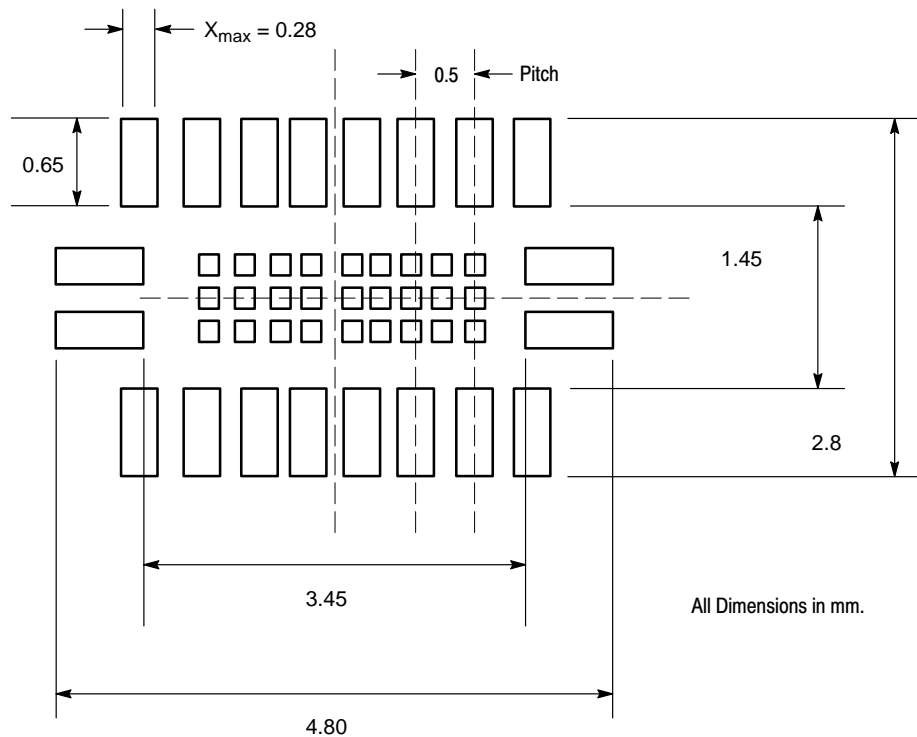 X_max = 0.28
0.5
Pitch
0.65
1.45
2.8
3.45
All Dimensions in mm.
4.80